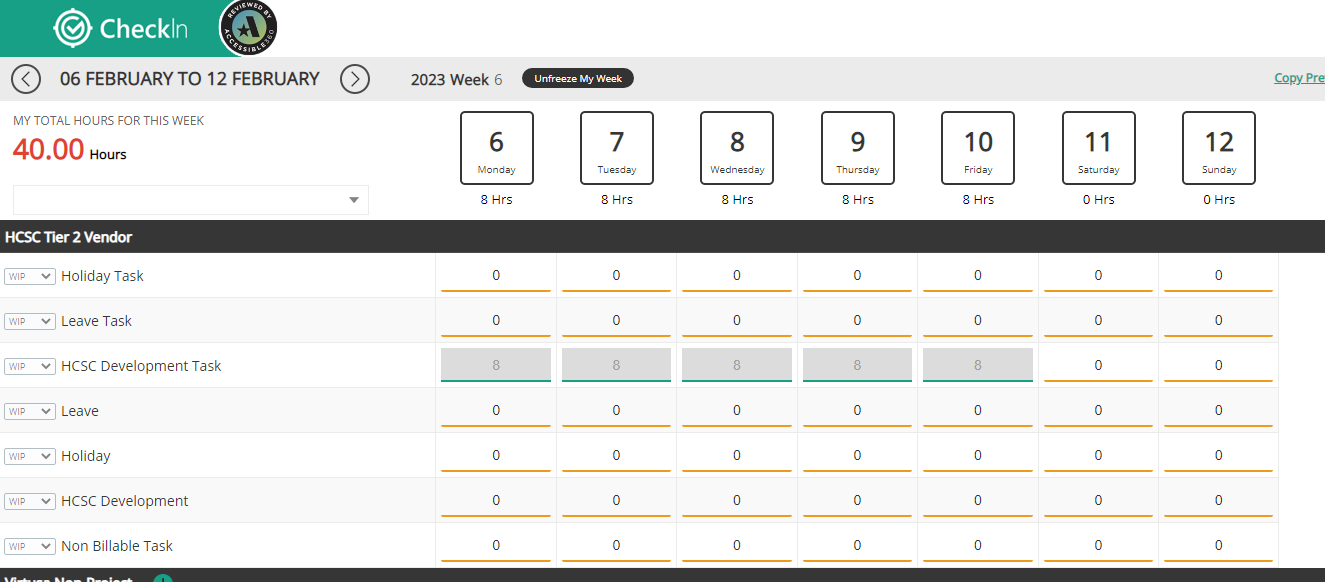 CheckIn
REVIEWED BY
ACCESSIBLE360
06 FEBRUARY TO 12 FEBRUARY
2023 Week 6
Unfreeze My Week
Copy Pre
MY TOTAL HOURS FOR THIS WEEK
40.00 Hours
6 7 8 9 10 11 12
Monday Tuesday Wednesday Thursday Friday Saturday Sunday
8 Hrs 8 Hrs 8 Hrs 8 Hrs 8 Hrs 0 Hrs 0 Hrs
HCSC Tier 2 Vendor
WIP Holiday Task 0 0 0 0 0 0 0
WIP Leave Task 0 0 0 0 0 0 0
WIP HCSC Development Task 8 8 8 8 8 0 0
WIP Leave 0 0 0 0 0 0 0
WIP Holiday 0 0 0 0 0 0 0
WIP HCSC Development 0 0 0 0 0 0 0
WIP Non Billable Task 0 0 0 0 0 0 0
Virtusa Non-Project